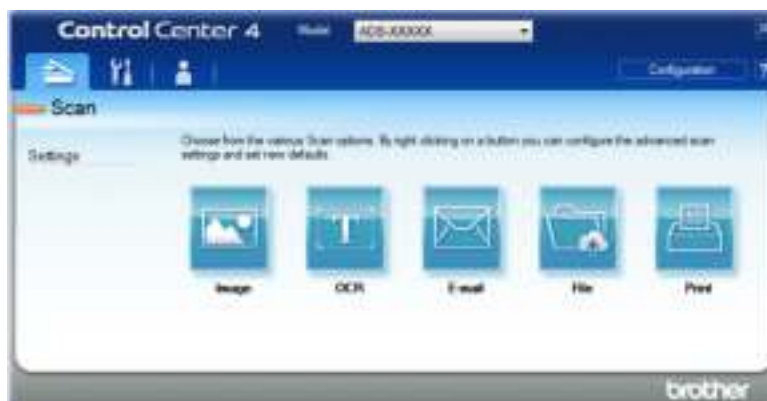 Control Center 4
Model
ADS-XXXXX
Configuration
?
Scan
Settings
Choose from the various Scan options. By right clicking on a button you can configure the advanced scan
settings and set new defaults.
T
Image
OCR
E-mail
File
Print
brother